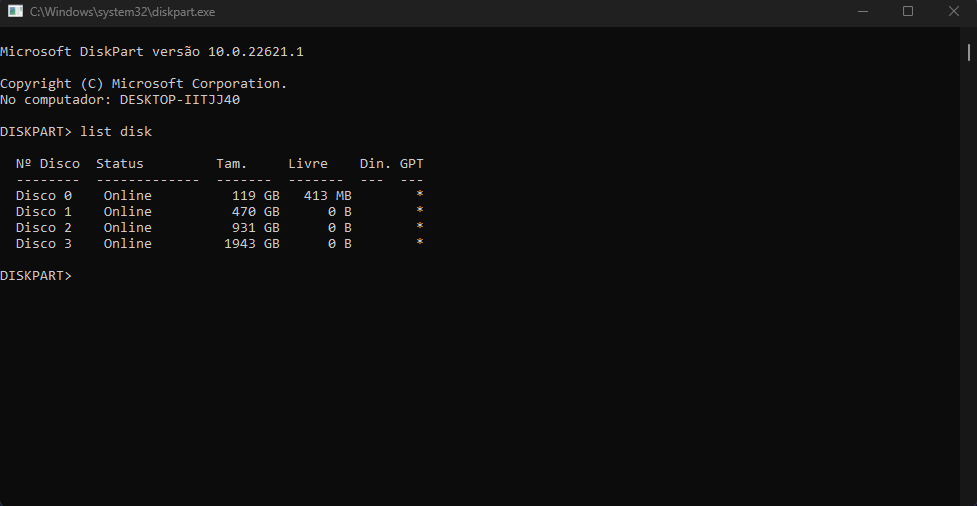 C:\Windows\system32\diskpart.exe
Microsoft DiskPart versão 10.0.22621.1
Copyright (C) Microsoft Corporation.
No computador: DESKTOP-IITJJ40
DISKPART> list disk
  Nº Disco  Status         Tam.     Livre    Din. GPT
  --------  -------------  -------  -------  ---  ---
  Disco 0    Online          119 GB   413 MB        *
  Disco 1    Online          470 GB      0 B        *
  Disco 2    Online          931 GB      0 B        *
  Disco 3    Online         1943 GB      0 B        *
DISKPART>